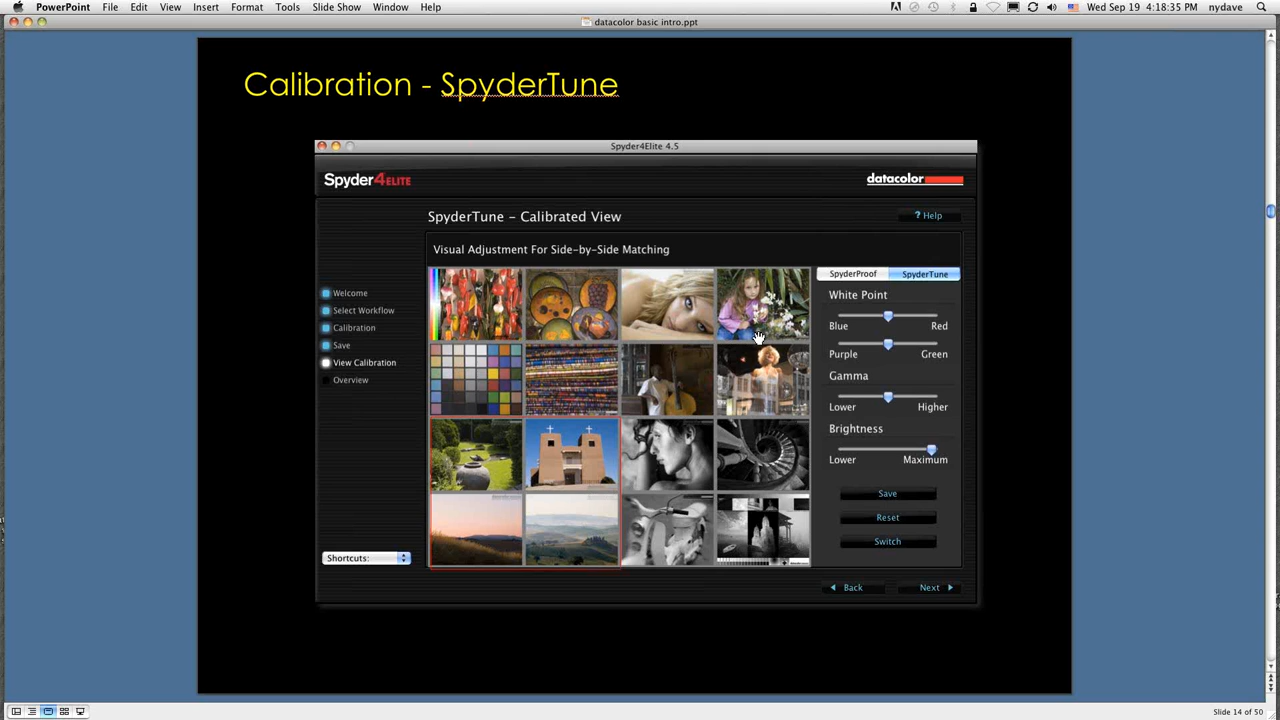 PowerPoint File Edit View Insert Format Tools Slide Show Window Help Wed Sep 19 4:18:35 PM nydave
datacolor basic intro.ppt
Calibration - SpyderTune
Spyder4Elite 4.5
Spyder4ELITE
datacolor
SpyderTune – Calibrated View
? Help
Visual Adjustment For Side-by-Side Matching
SpyderProof SpyderTune
Welcome
Select Workflow
Calibration
Save
View Calibration
Overview
White Point
Blue Red
Purple Green
Gamma
Lower Higher
Brightness
Lower Maximum
Save
Reset
Switch
Shortcuts:
Back Next
Slide 14 of 50